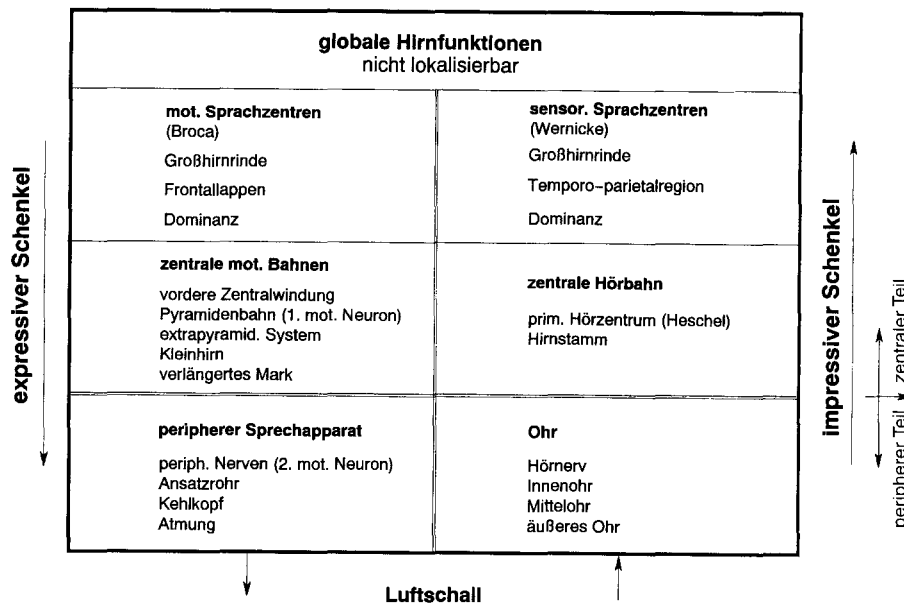 globale Hirnfunktionen
nicht lokalisierbar
mot. Sprachzentren
(Broca)
Großhirnrinde
Frontallappen
Dominanz
sensor. Sprachzentren
(Wernicke)
Großhirnrinde
Temporo-parietalregion
Dominanz
zentrale mot. Bahnen
vordere Zentralwindung
Pyramidenbahn (1. mot. Neuron)
extrapyramid. System
Kleinhirn
verlängertes Mark
zentrale Hörbahn
prim. Hörzentrum (Heschel)
Hirnstamm
peripherer Sprechapparat
periph. Nerven (2. mot. Neuron)
Ansatzrohr
Kehlkopf
Atmung
Ohr
Hörnerv
Innenohr
Mittelohr
äußeres Ohr
expressiver Schenkel
impressiver Schenkel
zentraler Teil
peripherer Teil
Luftschall